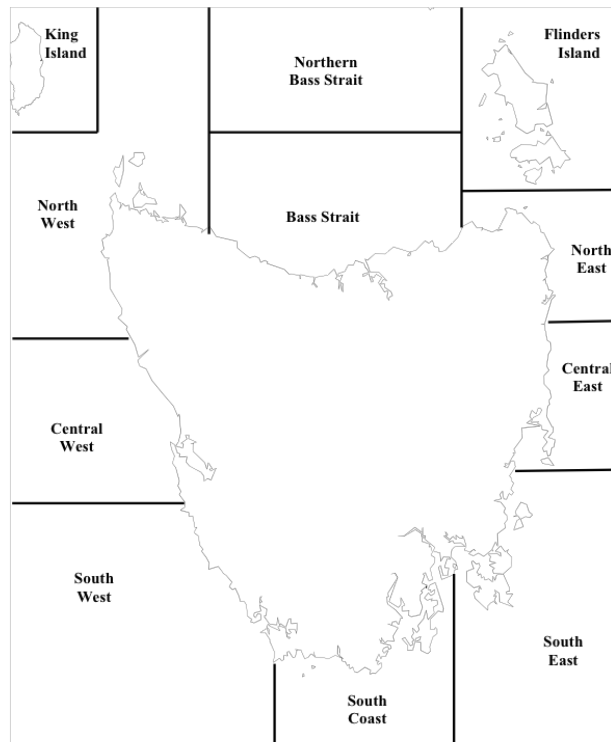 King
Island
Northern
Bass Strait
Flinders
Island
North
West
Bass Strait
North
East
Central
East
Central
West
South
West
South
East
South
Coast